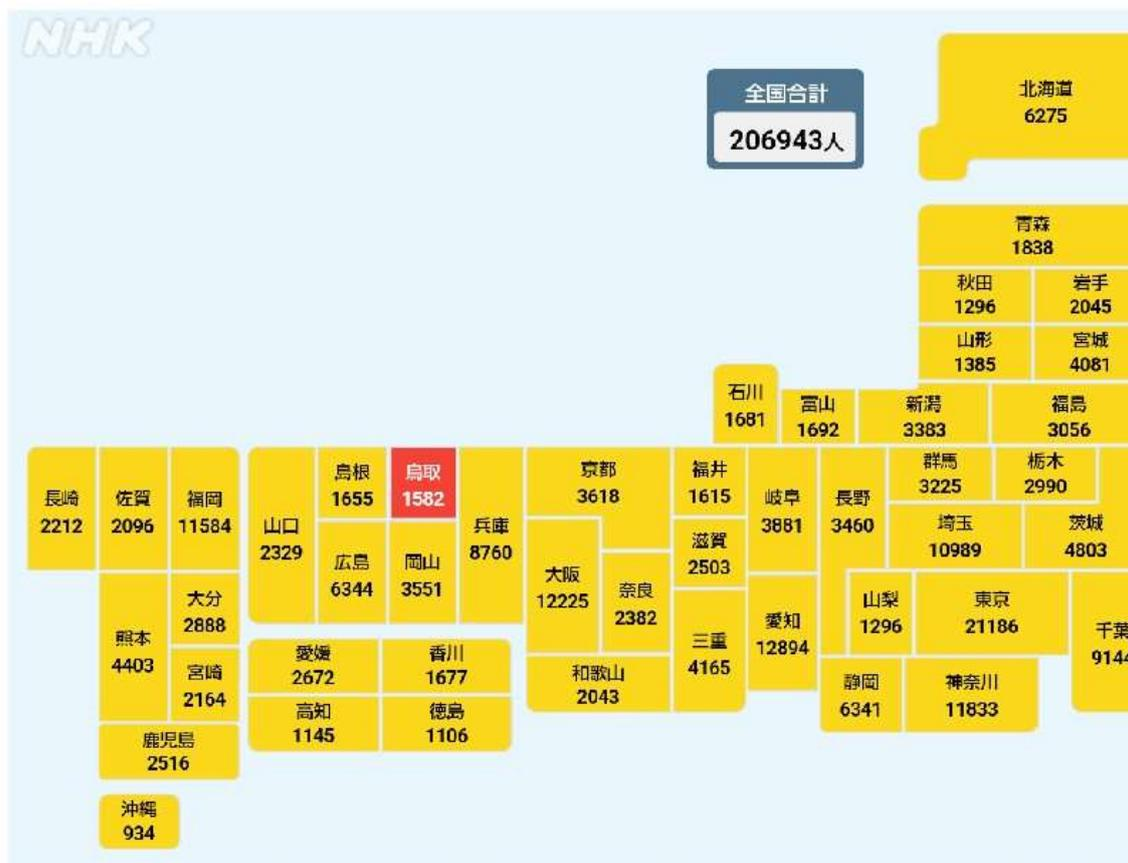 NHK
全国合計
206943人
北海道
6275
青森
1838
秋田
1296
岩手
2045
山形
1385
宮城
4081
石川
1681
富山
1692
新潟
3383
福島
3056
長崎
2212
佐賀
2096
福岡
11584
山口
2329
島根
1655
鳥取
1582
兵庫
8760
京都
3618
福井
1615
岐阜
3881
長野
3460
群馬
3225
栃木
2990
埼玉
10989
茨城
4803
広島
6344
岡山
3551
大阪
12225
奈良
2382
滋賀
2503
熊本
4403
大分
2888
宮崎
2164
愛媛
2672
香川
1677
高知
1145
徳島
1106
和歌山
2043
三重
4165
愛知
12894
山梨
1296
東京
21186
千葉
9144
静岡
6341
神奈川
11833
鹿児島
2516
沖縄
934